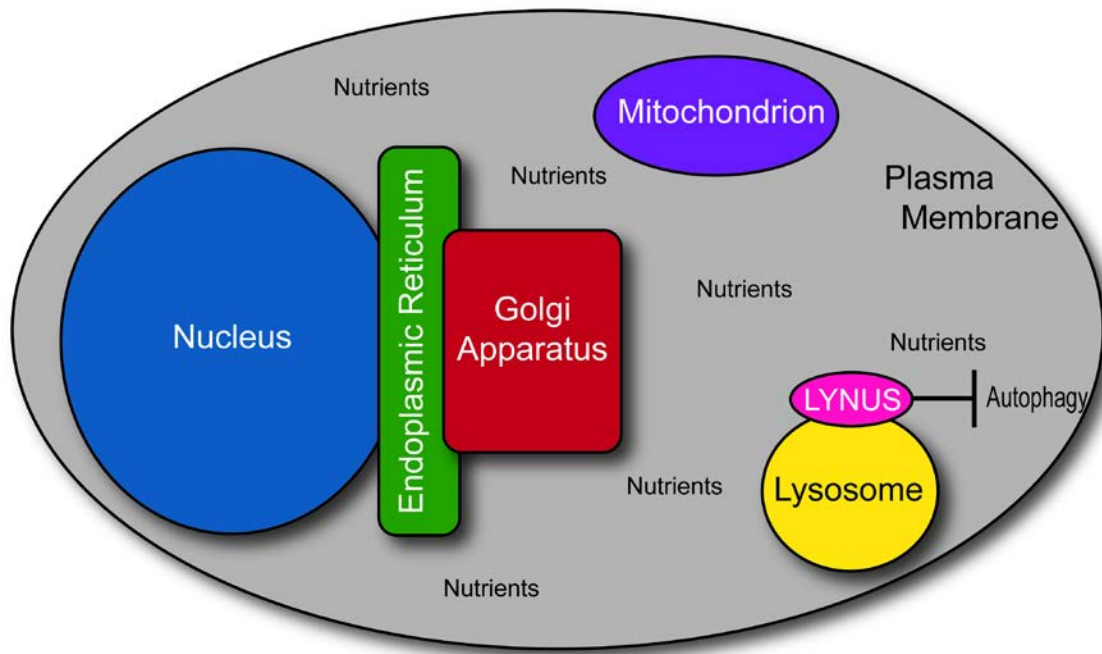 Nutrients
Mitochondrion
Nutrients
Plasma
Membrane
Endoplasmic Reticulum
Nucleus
Golgi
Apparatus
Nutrients
Nutrients
LYNUS
Autophagy
Nutrients
Lysosome
Nutrients